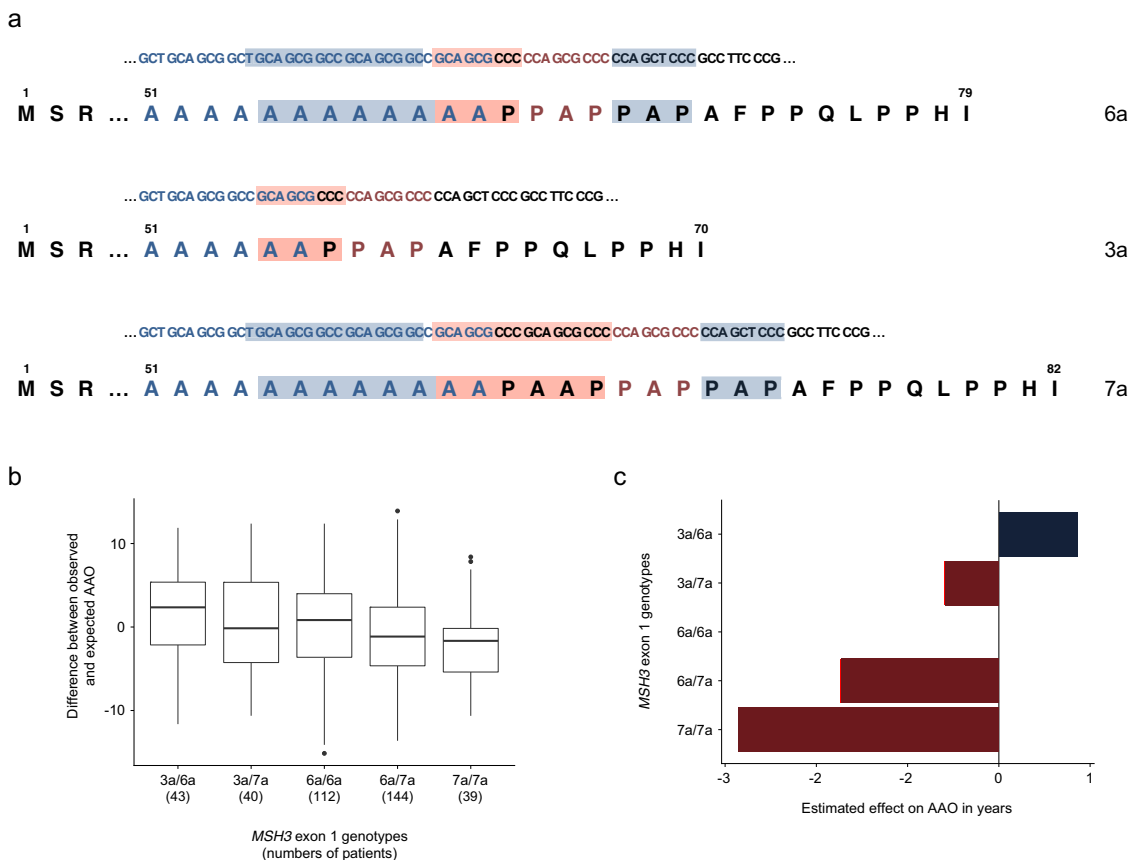 a
...GCT GCA GCG GCT GCA GCG GCC GCA GCG GCC GCA GCG CCC CCA GCG CCC CCA GCT CCC GCC TTC CCG ...
1 51 79
M S R ... A A A A A A A A A A A A P P A P P A P A F P P Q L P P H I 6a
...GCT GCA GCG GCC GCA GCG CCC CCA GCG CCC CCA GCT CCC GCC TTC CCG ...
1 51 70
M S R ... A A A A A A P P A P A F P P Q L P P H I 3a
...GCT GCA GCG GCT GCA GCG GCC GCA GCG GCC GCA GCG CCC GCA GCG CCC CCA GCG CCC CCA GCT CCC GCC TTC CCG ...
1 51 82
M S R ... A A A A A A A A A A A A P A A P P A P P A P A F P P Q L P P H I 7a
b
Difference between observed
and expected AAO
10
0
-10
3a/6a 3a/7a 6a/6a 6a/7a 7a/7a
(43) (40) (112) (144) (39)
MSH3 exon 1 genotypes
(numbers of patients)
c
MSH3 exon 1 genotypes
3a/6a
3a/7a
6a/6a
6a/7a
7a/7a
-3 -2 -2 0 1
Estimated effect on AAO in years